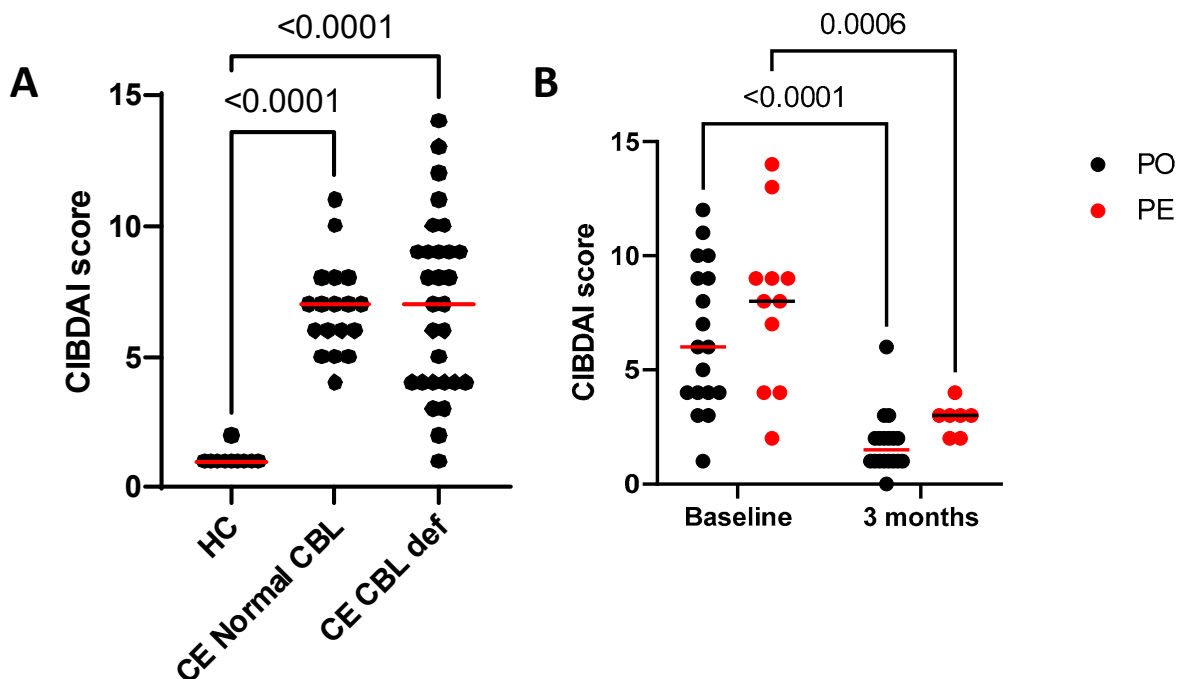 A
<0.0001
<0.0001
CIBDAI score
15
10
5
0
HC
CE Normal CBL
CE CBL def
B
0.0006
<0.0001
CIBDAI score
15
10
5
0
Baseline
3 months
PO
PE